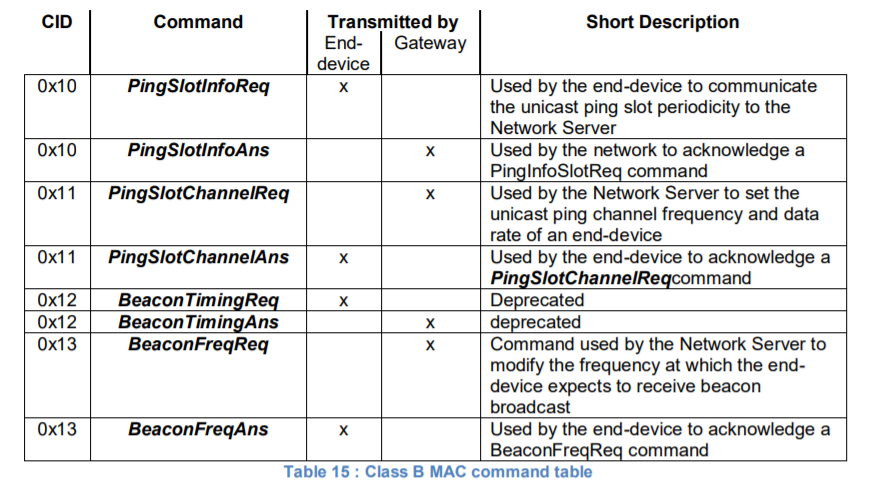 CID Command Transmitted by Short Description
End- Gateway
device
0x10 PingSlotInfoReq x Used by the end-device to communicate
the unicast ping slot periodicity to the
Network Server
0x10 PingSlotInfoAns x Used by the network to acknowledge a
PingInfoSlotReq command
0x11 PingSlotChannelReq x Used by the Network Server to set the
unicast ping channel frequency and data
rate of an end-device
0x11 PingSlotChannelAns x Used by the end-device to acknowledge a
PingSlotChannelReqcommand
0x12 BeaconTimingReq x Deprecated
0x12 BeaconTimingAns x deprecated
0x13 BeaconFreqReq x Command used by the Network Server to
modify the frequency at which the end-
device expects to receive beacon
broadcast
0x13 BeaconFreqAns x Used by the end-device to acknowledge a
BeaconFreqReq command
Table 15 : Class B MAC command table